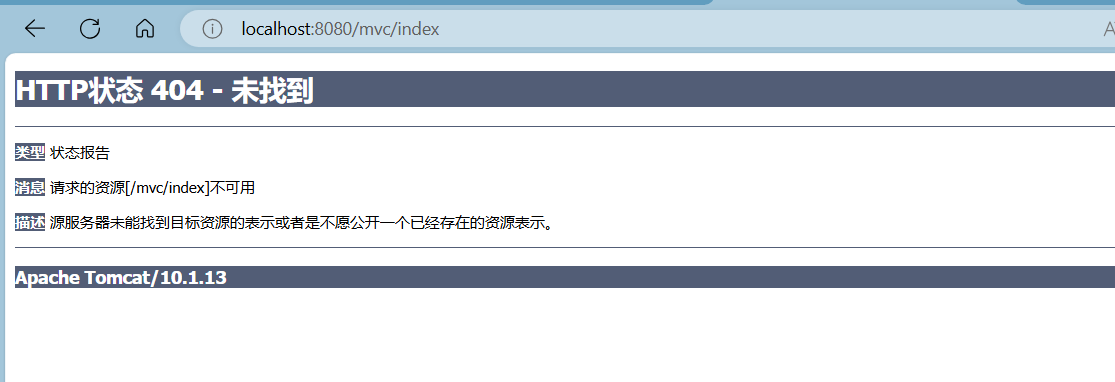 localhost:8080/mvc/index
HTTP状态 404 - 未找到
类型 状态报告
消息 请求的资源[/mvc/index]不可用
描述 源服务器未能找到目标资源的表示或者是不愿公开一个已经存在的资源表示。
Apache Tomcat/10.1.13